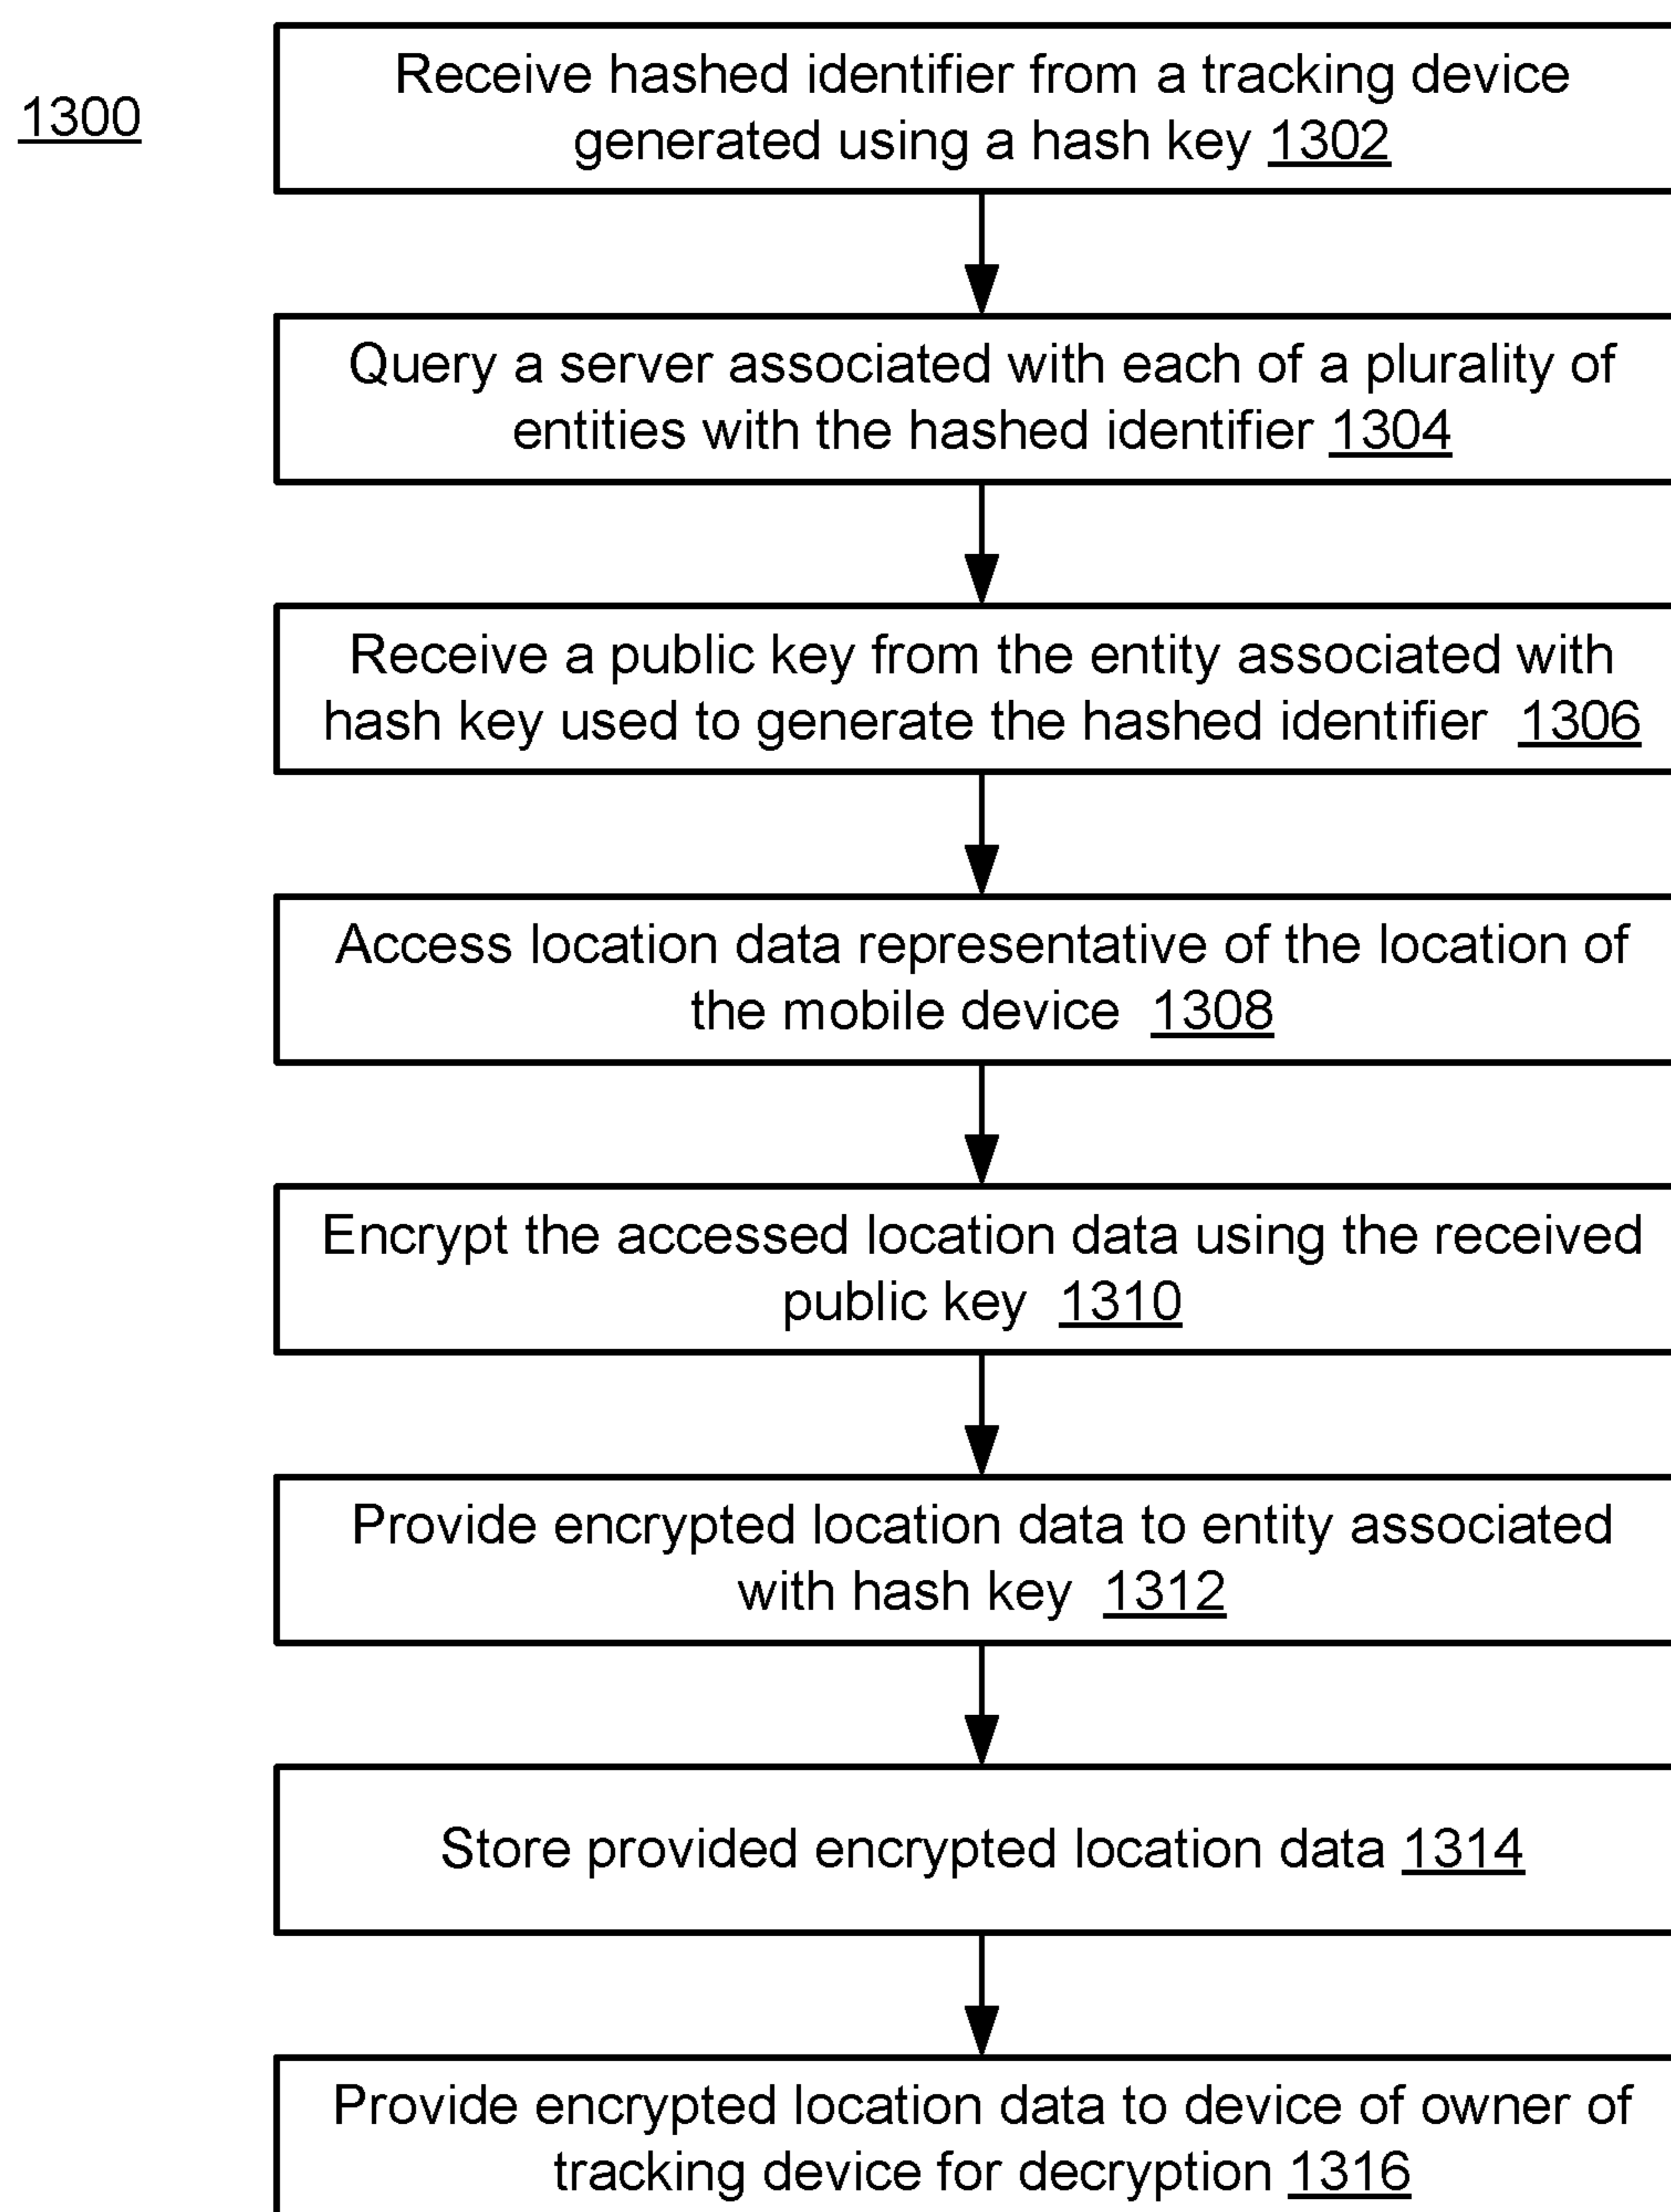 1300
Receive hashed identifier from a tracking device
generated using a hash key 1302
Query a server associated with each of a plurality of
entities with the hashed identifier 1304
Receive a public key from the entity associated with
hash key used to generate the hashed identifier 1306
Access location data representative of the location of
the mobile device 1308
Encrypt the accessed location data using the received
public key 1310
Provide encrypted location data to entity associated
with hash key 1312
Store provided encrypted location data 1314
Provide encrypted location data to device of owner of
tracking device for decryption 1316